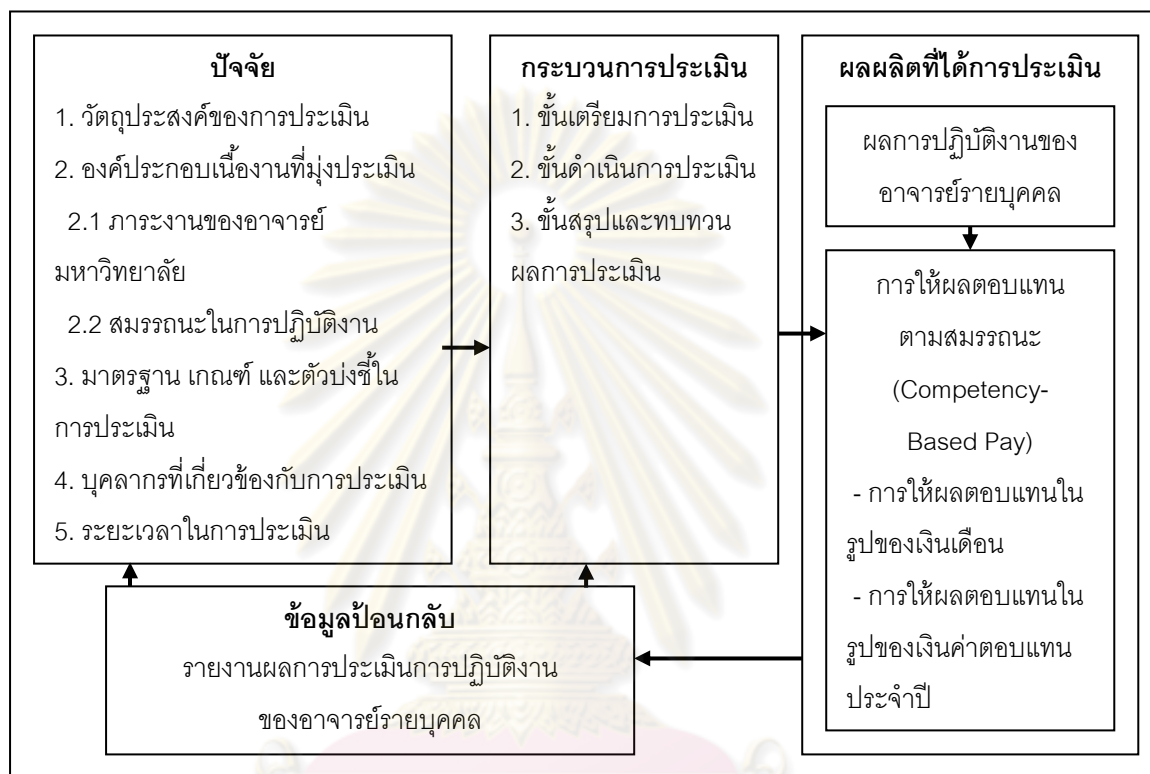 ปัจจัย
1. วัตถุประสงค์ของการประเมิน
2. องค์ประกอบเนื้องานที่มุ่งประเมิน
2.1 ภาระงานของอาจารย์
มหาวิทยาลัย
2.2 สมรรถนะในการปฏิบัติงาน
3. มาตรฐาน เกณฑ์ และตัวบ่งชี้ใน
การประเมิน
4. บุคลากรที่เกี่ยวข้องกับการประเมิน
5. ระยะเวลาในการประเมิน
กระบวนการประเมิน
1. ขั้นเตรียมการประเมิน
2. ขั้นดำเนินการประเมิน
3. ขั้นสรุปและทบทวน
ผลการประเมิน
ผลผลิตที่ได้การประเมิน
ผลการปฏิบัติงานของ
อาจารย์รายบุคคล
การให้ผลตอบแทน
ตามสมรรถนะ
(Competency-
Based Pay)
- การให้ผลตอบแทนใน
รูปของเงินเดือน
- การให้ผลตอบแทนใน
รูปของเงินค่าตอบแทน
ประจำปี
ข้อมูลป้อนกลับ
รายงานผลการประเมินการปฏิบัติงาน
ของอาจารย์รายบุคคล